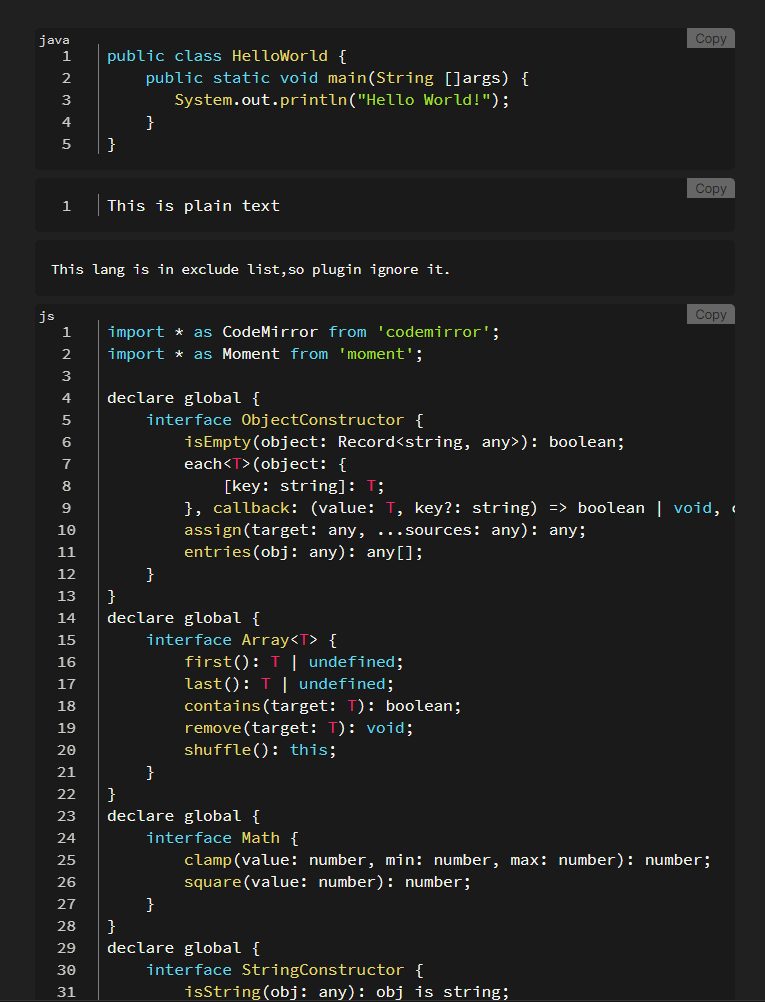 java
Copy
1 public class HelloWorld {
2     public static void main(String []args) {
3        System.out.println("Hello World!");
4     }
5 }
Copy
1 This is plain text
This lang is in exclude list,so plugin ignore it.
js
Copy
1 import * as CodeMirror from 'codemirror';
2 import * as Moment from 'moment';
3
4 declare global {
5     interface ObjectConstructor {
6         isEmpty(object: Record<string, any>): boolean;
7         each<T>(object: {
8             [key: string]: T;
9         }, callback: (value: T, key?: string) => boolean | void,
10         assign(target: any, ...sources: any): any;
11         entries(obj: any): any[];
12     }
13 }
14 declare global {
15     interface Array<T> {
16         first(): T | undefined;
17         last(): T | undefined;
18         contains(target: T): boolean;
19         remove(target: T): void;
20         shuffle(): this;
21     }
22 }
23 declare global {
24     interface Math {
25         clamp(value: number, min: number, max: number): number;
26         square(value: number): number;
27     }
28 }
29 declare global {
30     interface StringConstructor {
31         isString(obj: any): obj is string;